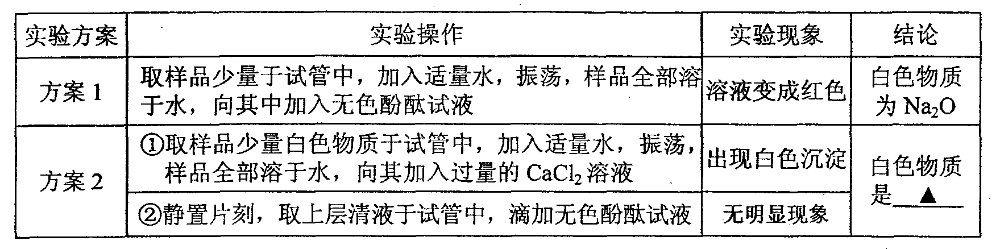 实验方案 实验操作 实验现象 结论
方案 1
取样品少量于试管中，加入适量水，振荡，样品全部溶
于水，向其中加入无色酚酞试液
溶液变成红色
白色物质
为 Na₂O
方案 2
①取样品少量白色物质于试管中，加入适量水，振荡，
样品全部溶于水，向其加入过量的 CaCl₂ 溶液
出现白色沉淀
②静置片刻，取上层清液于试管中，滴加无色酚酞试液
无明显现象
白色物质
是 ▲